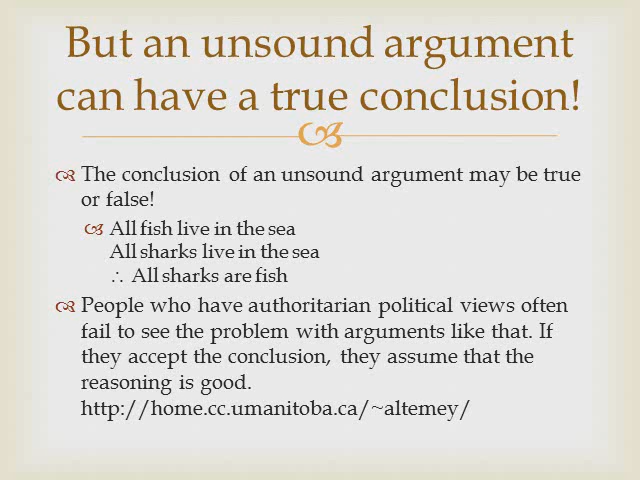 But an unsound argument
can have a true conclusion!
The conclusion of an unsound argument may be true
or false!
All fish live in the sea
All sharks live in the sea
∴ All sharks are fish
People who have authoritarian political views often
fail to see the problem with arguments like that. If
they accept the conclusion, they assume that the
reasoning is good.
http://home.cc.umanitoba.ca/~altemey/